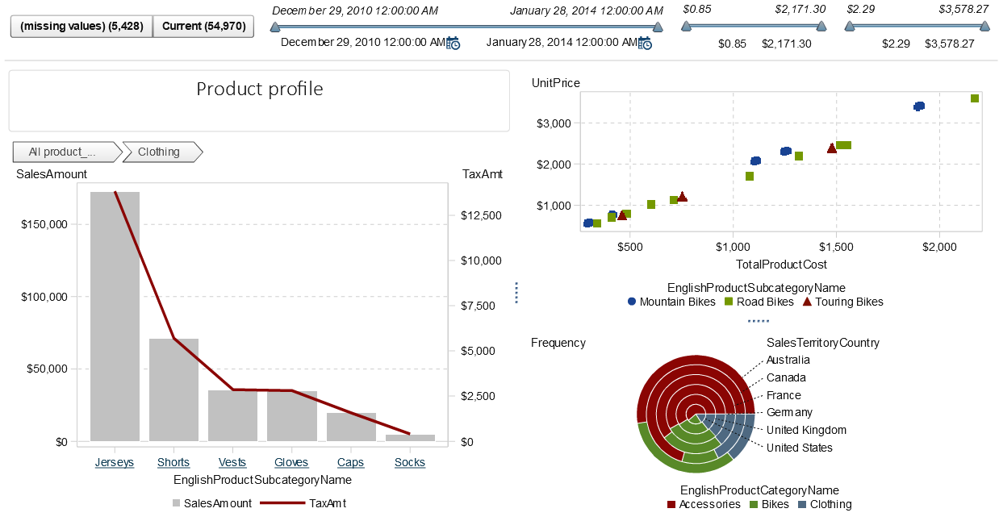 (missing values) (5,428) Current (54,970)
December 29, 2010 12:00:00 AM January 28, 2014 12:00:00 AM
December 29, 2010 12:00:00 AM January 28, 2014 12:00:00 AM
$0.85 $2,171.30
$0.85 $2,171.30
$2.29 $3,578.27
$2.29 $3,578.27
Product profile
All product_... Clothing
SalesAmount TaxAmt
$150,000
$100,000
$50,000
$0
$12,500
$10,000
$7,500
$5,000
$2,500
$0
Jerseys Shorts Vests Gloves Caps Socks
EnglishProductSubcategoryName
SalesAmount TaxAmt
UnitPrice
$3,000
$2,000
$1,000
$500 $1,000 $1,500 $2,000
TotalProductCost
EnglishProductSubcategoryName
Mountain Bikes Road Bikes Touring Bikes
Frequency SalesTerritoryCountry
Australia
Canada
France
Germany
United Kingdom
United States
EnglishProductCategoryName
Accessories Bikes Clothing